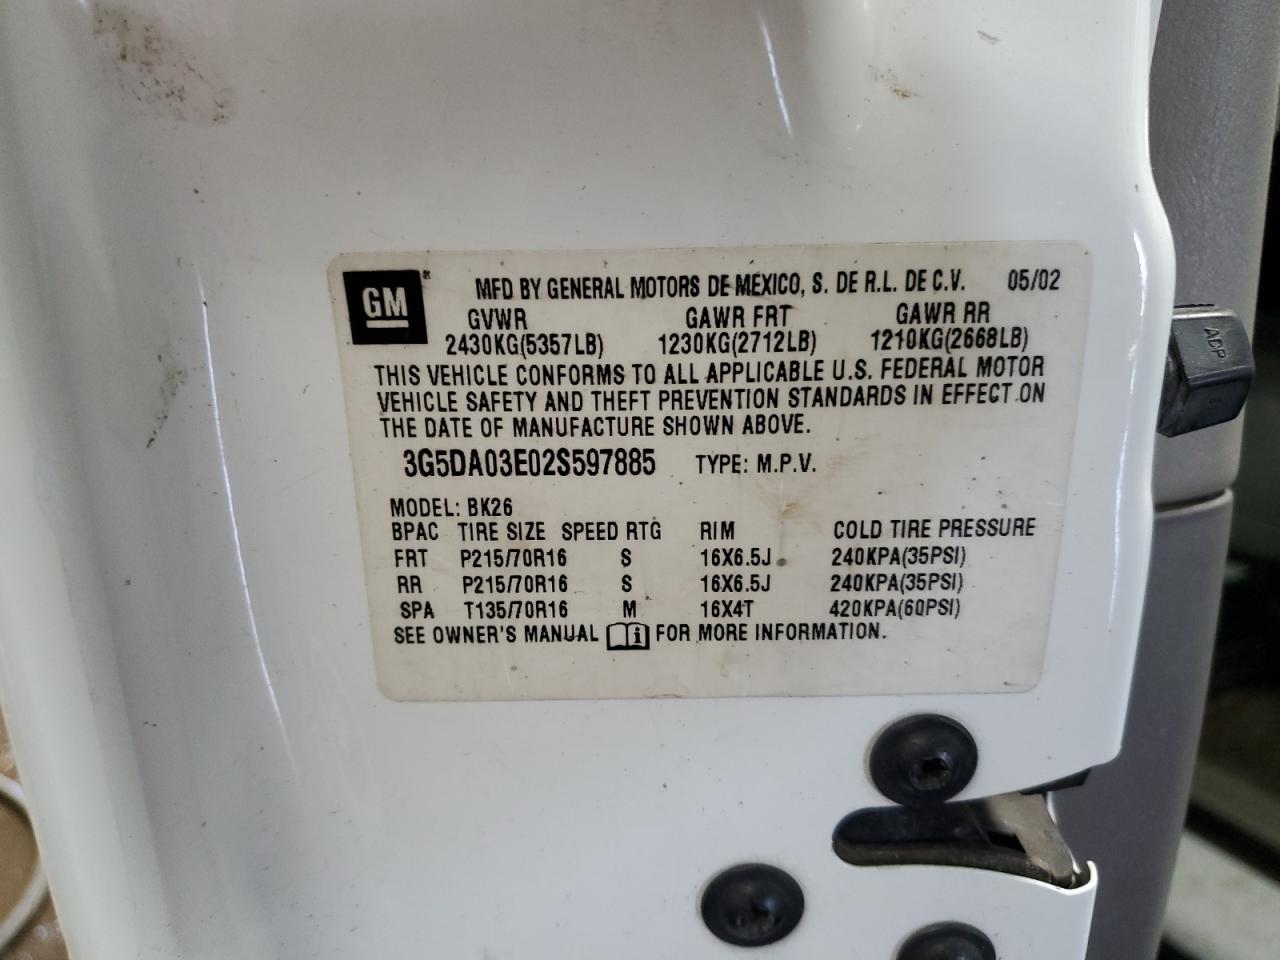 GM®
MFD BY GENERAL MOTORS DE MEXICO, S. DE R.L. DE C.V. 05/02
GVWR GAWR FRT GAWR RR
2430KG(5357LB) 1230KG(2712LB) 1210KG(2668LB)
THIS VEHICLE CONFORMS TO ALL APPLICABLE U.S. FEDERAL MOTOR
VEHICLE SAFETY AND THEFT PREVENTION STANDARDS IN EFFECT ON
THE DATE OF MANUFACTURE SHOWN ABOVE.
3G5DA03E02S597885 TYPE: M.P.V.
MODEL: BK26
BPAC TIRE SIZE SPEED RTG RIM COLD TIRE PRESSURE
FRT P215/70R16 S 16X6.5J 240KPA(35PSI)
RR P215/70R16 S 16X6.5J 240KPA(35PSI)
SPA T135/70R16 M 16X4T 420KPA(60PSI)
SEE OWNER'S MANUAL i FOR MORE INFORMATION.
ADP